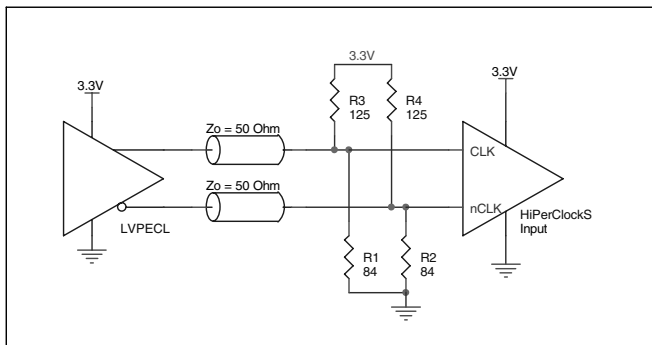 3.3V
R3
125
R4
125
3.3V
3.3V
Zo = 50 Ohm
CLK
Zo = 50 Ohm
nCLK
LVPECL
HiPerClockS
Input
R1
84
R2
84